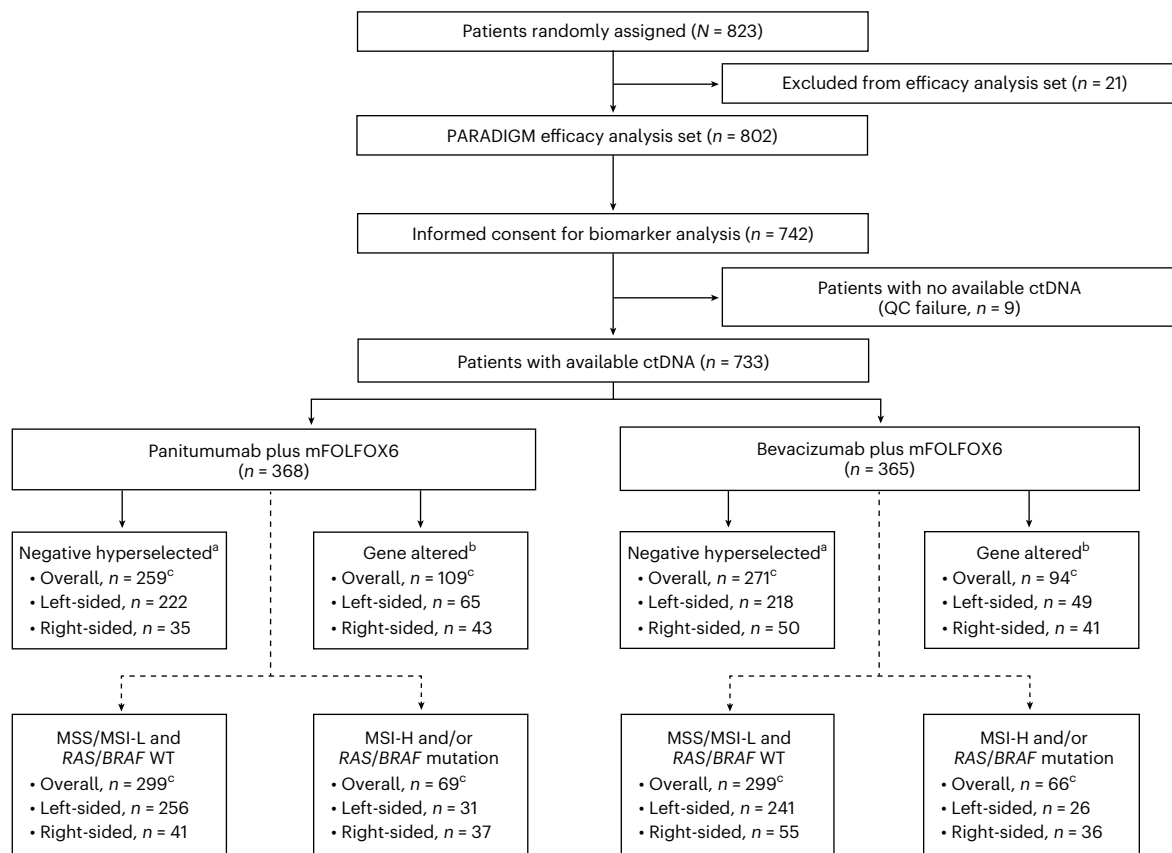 Patients randomly assigned (N = 823)
Excluded from efficacy analysis set (n = 21)
PARADIGM efficacy analysis set (n = 802)
Informed consent for biomarker analysis (n = 742)
Patients with no available ctDNA
(QC failure, n = 9)
Patients with available ctDNA (n = 733)
Panitumumab plus mFOLFOX6
(n = 368)
Bevacizumab plus mFOLFOX6
(n = 365)
Negative hyperselectedᵃ
• Overall, n = 259ᶜ
• Left-sided, n = 222
• Right-sided, n = 35
Gene alteredᵇ
• Overall, n = 109ᶜ
• Left-sided, n = 65
• Right-sided, n = 43
Negative hyperselectedᵃ
• Overall, n = 271ᶜ
• Left-sided, n = 218
• Right-sided, n = 50
Gene alteredᵇ
• Overall, n = 94ᶜ
• Left-sided, n = 49
• Right-sided, n = 41
MSS/MSI-L and
RAS/BRAF WT
• Overall, n = 299ᶜ
• Left-sided, n = 256
• Right-sided, n = 41
MSI-H and/or
RAS/BRAF mutation
• Overall, n = 69ᶜ
• Left-sided, n = 31
• Right-sided, n = 37
MSS/MSI-L and
RAS/BRAF WT
• Overall, n = 299ᶜ
• Left-sided, n = 241
• Right-sided, n = 55
MSI-H and/or
RAS/BRAF mutation
• Overall, n = 66ᶜ
• Left-sided, n = 26
• Right-sided, n = 36